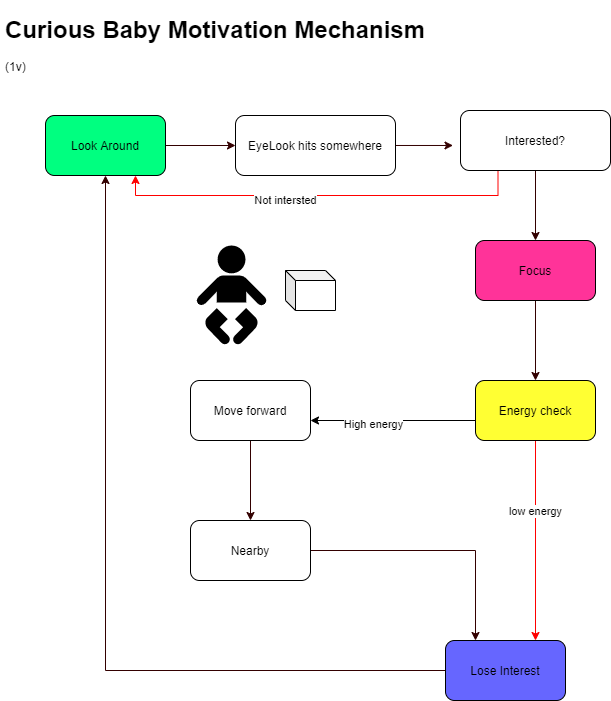 Curious Baby Motivation Mechanism
(1v)
Look Around
EyeLook hits somewhere
Interested?
Not intersted
Focus
Move forward
High energy
Energy check
low energy
Nearby
Lose Interest